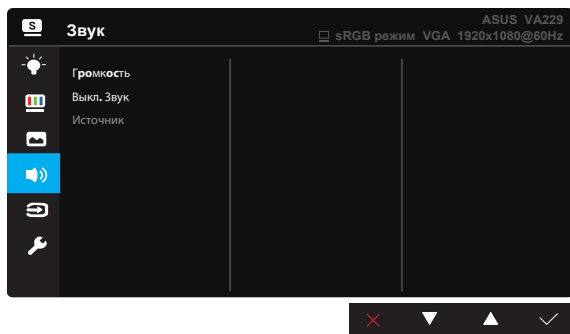 S
Звук
ASUS VA229
sRGB режим VGA 1920x1080@60Hz
Громкость
Выкл. Звук
Источник